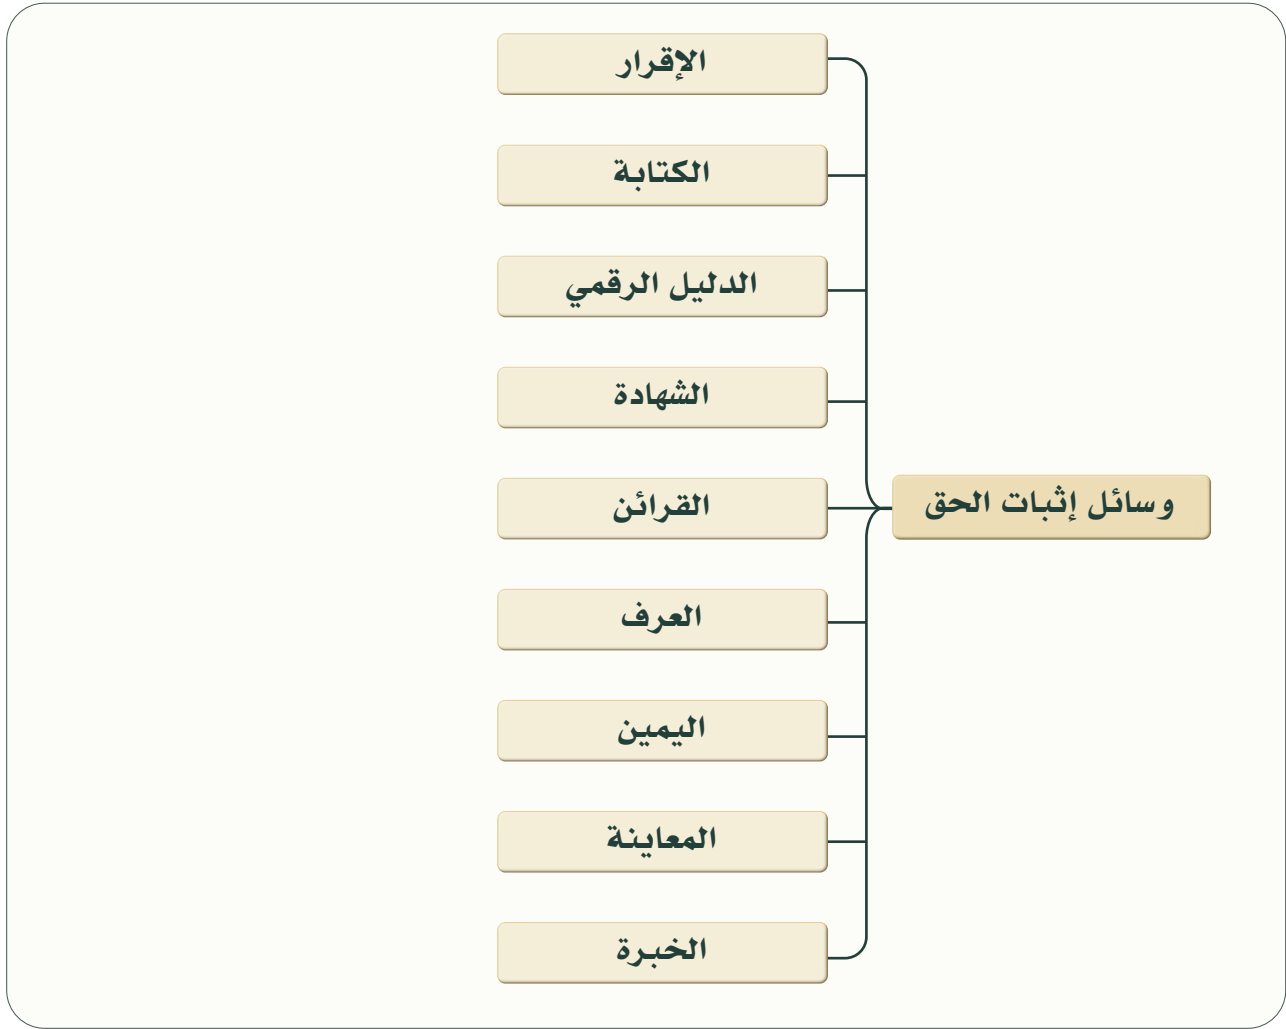 وسائل إثبات الحق
الإقرار
الكتابة
الدليل الرقمي
الشهادة
القرائن
العرف
اليمين
المعاينة
الخبرة